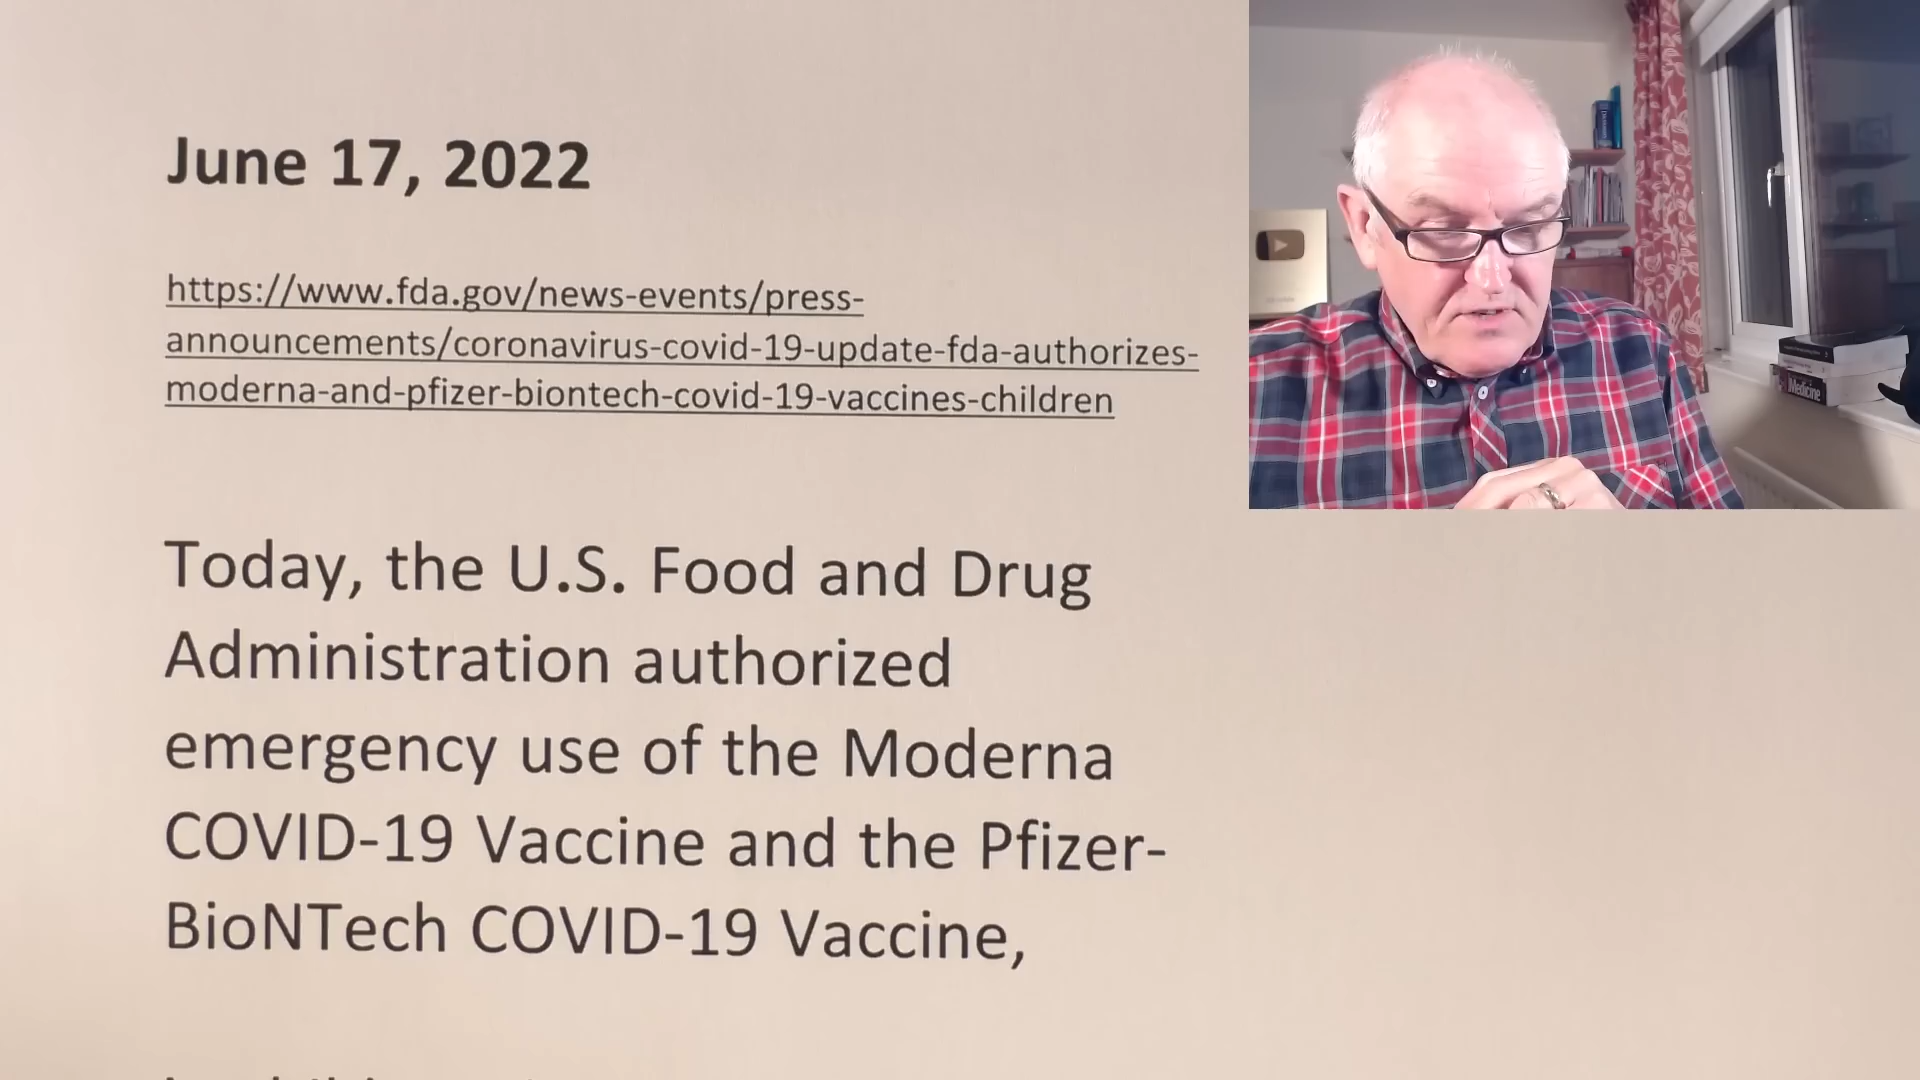 June 17, 2022
https://www.fda.gov/news-events/press-
announcements/coronavirus-covid-19-update-fda-authorizes-
moderna-and-pfizer-biontech-covid-19-vaccines-children
Today, the U.S. Food and Drug
Administration authorized
emergency use of the Moderna
COVID-19 Vaccine and the Pfizer-
BioNTech COVID-19 Vaccine,
Medicine